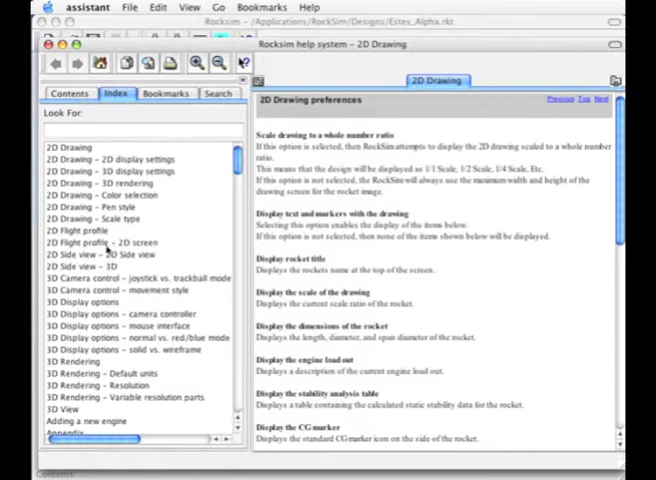 assistant File Edit View Go Bookmarks Help
Rocksim - /Applications/RockSim/Designs/Estes_Alpha.rkt
Rocksim help system – 2D Drawing
Contents Index Bookmarks Search
2D Drawing
Look For:
2D Drawing
2D Drawing – 2D display settings
2D Drawing – 3D display settings
2D Drawing – 3D rendering
2D Drawing – Color selection
2D Drawing – Pen style
2D Drawing – Scale type
2D Flight profile
2D Flight profile – 2D screen
2D Side view – 2D Side view
2D Side view – 3D
3D Camera control – joystick vs. trackball mode
3D Camera control – movement style
3D Display options
3D Display options – camera controller
3D Display options – mouse interface
3D Display options – normal vs. red/blue mode
3D Display options – solid vs. wireframe
3D Rendering
3D Rendering – Default units
3D Rendering – Resolution
3D Rendering – Variable resolution parts
3D View
Adding a new engine
Appendix
2D Drawing preferences
Previous Top Next
Scale drawing to a whole number ratio
If this option is selected, then RockSim attempts to display the 2D drawing scaled to a whole number
ratio.
This means that the design will be displayed as 1/1 Scale, 1/2 Scale, 1/4 Scale, Etc.
If this option is not selected, the RockSim will always use the maximum width and height of the
drawing screen for the rocket image.
Display text and markers with the drawing
Selecting this option enables the display of the items below.
If this option is not selected, then none of the items shown below will be displayed.
Display rocket title
Displays the rockets name at the top of the screen.
Display the scale of the drawing
Displays the current scale ratio of the rocket.
Display the dimensions of the rocket
Displays the length, diameter, and span diameter of the rocket.
Display the engine load out
Displays a description of the current engine load out.
Display the stability analysis table
Displays a table containing the calculated static stability data for the rocket.
Display the CG marker
Displays the standard CG marker icon on the side of the rocket.
Contents